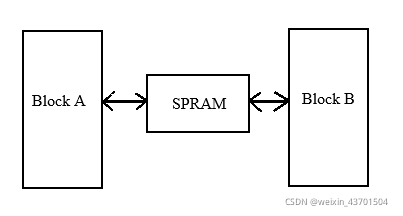 Block A
SPRAM
Block B
CSDN @weixin_43701504